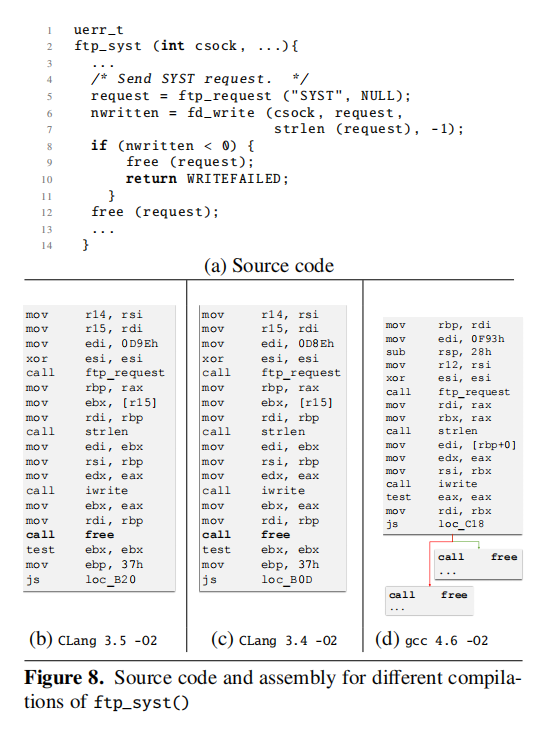 1 uerr_t
2 ftp_syst (int csock, ...){
3 ...
4 /* Send SYST request.  */
5 request = ftp_request ("SYST", NULL);
6 nwritten = fd_write (csock, request,
7 strlen (request), -1);
8 if (nwritten < 0) {
9 free (request);
10 return WRITEFAILED;
11 }
12 free (request);
13 ...
14 }
(a) Source code
mov r14, rsi
mov r15, rdi
mov edi, 0D9Eh
xor esi, esi
call ftp_request
mov rbp, rax
mov ebx, [r15]
mov rdi, rbp
call strlen
mov edi, ebx
mov rsi, rbp
mov edx, eax
call iwrite
mov ebx, eax
mov rdi, rbp
call free
test ebx, ebx
mov ebp, 37h
js loc_B20
(b) CLang 3.5 -O2
mov r14, rsi
mov r15, rdi
mov edi, 0D8Eh
xor esi, esi
call ftp_request
mov rbp, rax
mov ebx, [r15]
mov rdi, rbp
call strlen
mov edi, ebx
mov rsi, rbp
mov edx, eax
call iwrite
mov ebx, eax
mov rdi, rbp
call free
test ebx, ebx
mov ebp, 37h
js loc_B0D
(c) CLang 3.4 -O2
mov rbp, rdi
mov edi, 0F93h
sub rsp, 28h
mov r12, rsi
xor esi, esi
call ftp_request
mov rdi, rax
mov rbx, rax
call strlen
mov edi, [rbp+0]
mov edx, eax
mov rsi, rbx
call iwrite
test eax, eax
mov rdi, rbx
js loc_C18
call free
...
call free
...
(d) gcc 4.6 -O2
Figure 8. Source code and assembly for different compila-
tions of ftp_syst()